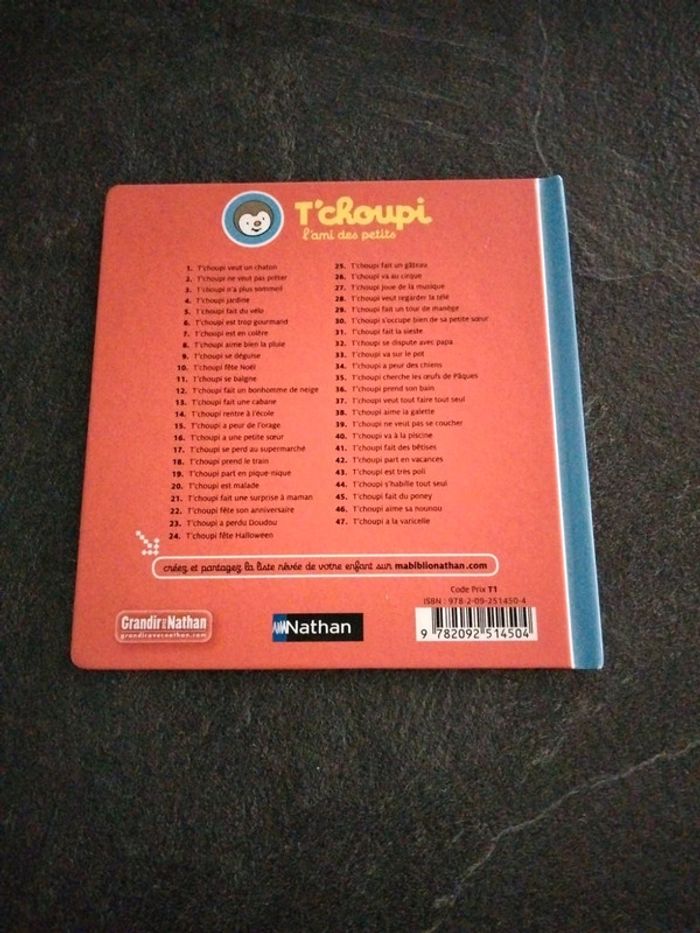 T'choupi
l'ami des petits
1. T'choupi veut un chaton
2. T'choupi ne veut pas prêter
3. T'choupi n'a plus sommeil
4. T'choupi jardine
5. T'choupi fait du vélo
6. T'choupi est trop gourmand
7. T'choupi est en colère
8. T'choupi aime bien la pluie
9. T'choupi se déguise
10. T'choupi fête Noël
11. T'choupi se baigne
12. T'choupi fait un bonhomme de neige
13. T'choupi fait une cabane
14. T'choupi rentre à l'école
15. T'choupi a peur de l'orage
16. T'choupi a une petite sœur
17. T'choupi se perd au supermarché
18. T'choupi prend le train
19. T'choupi part en pique-nique
20. T'choupi est malade
21. T'choupi fait une surprise à maman
22. T'choupi fête son anniversaire
23. T'choupi a perdu Doudou
24. T'choupi fête Halloween
25. T'choupi fait un gâteau
26. T'choupi va au cirque
27. T'choupi joue de la musique
28. T'choupi veut regarder la télé
29. T'choupi fait un tour de manège
30. T'choupi s'occupe bien de sa petite sœur
31. T'choupi fait la sieste
32. T'choupi se dispute avec papa
33. T'choupi va sur le pot
34. T'choupi a peur des chiens
35. T'choupi cherche les œufs de Pâques
36. T'choupi prend son bain
37. T'choupi veut tout faire tout seul
38. T'choupi aime la galette
39. T'choupi ne veut pas se coucher
40. T'choupi va à la piscine
41. T'choupi fait des bêtises
42. T'choupi part en vacances
43. T'choupi est très poli
44. T'choupi s'habille tout seul
45. T'choupi fait du poney
46. T'choupi aime sa nounou
47. T'choupi a la varicelle
créez et partagez la liste rêvée de votre enfant sur mabiblionathan.com
Code Prix T1
ISBN : 978-2-09-251450-4
9 782092 514504
Grandir avec Nathan
grandiravecnathan.com
Nathan